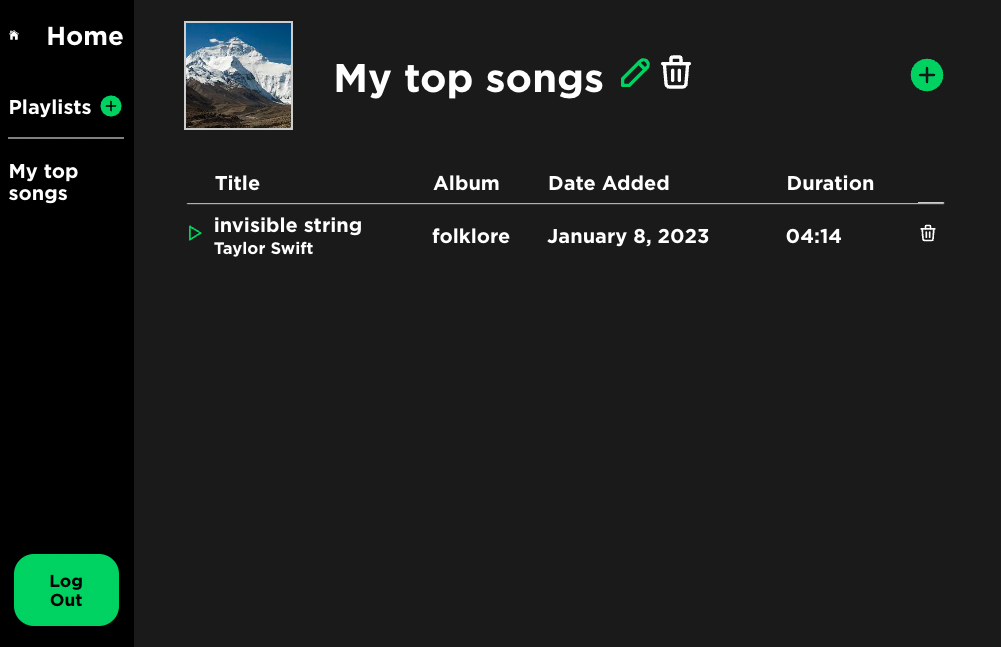 Home
Playlists
My top
songs
Log
Out
My top songs
Title Album Date Added Duration
invisible string
Taylor Swift
folklore January 8, 2023 04:14